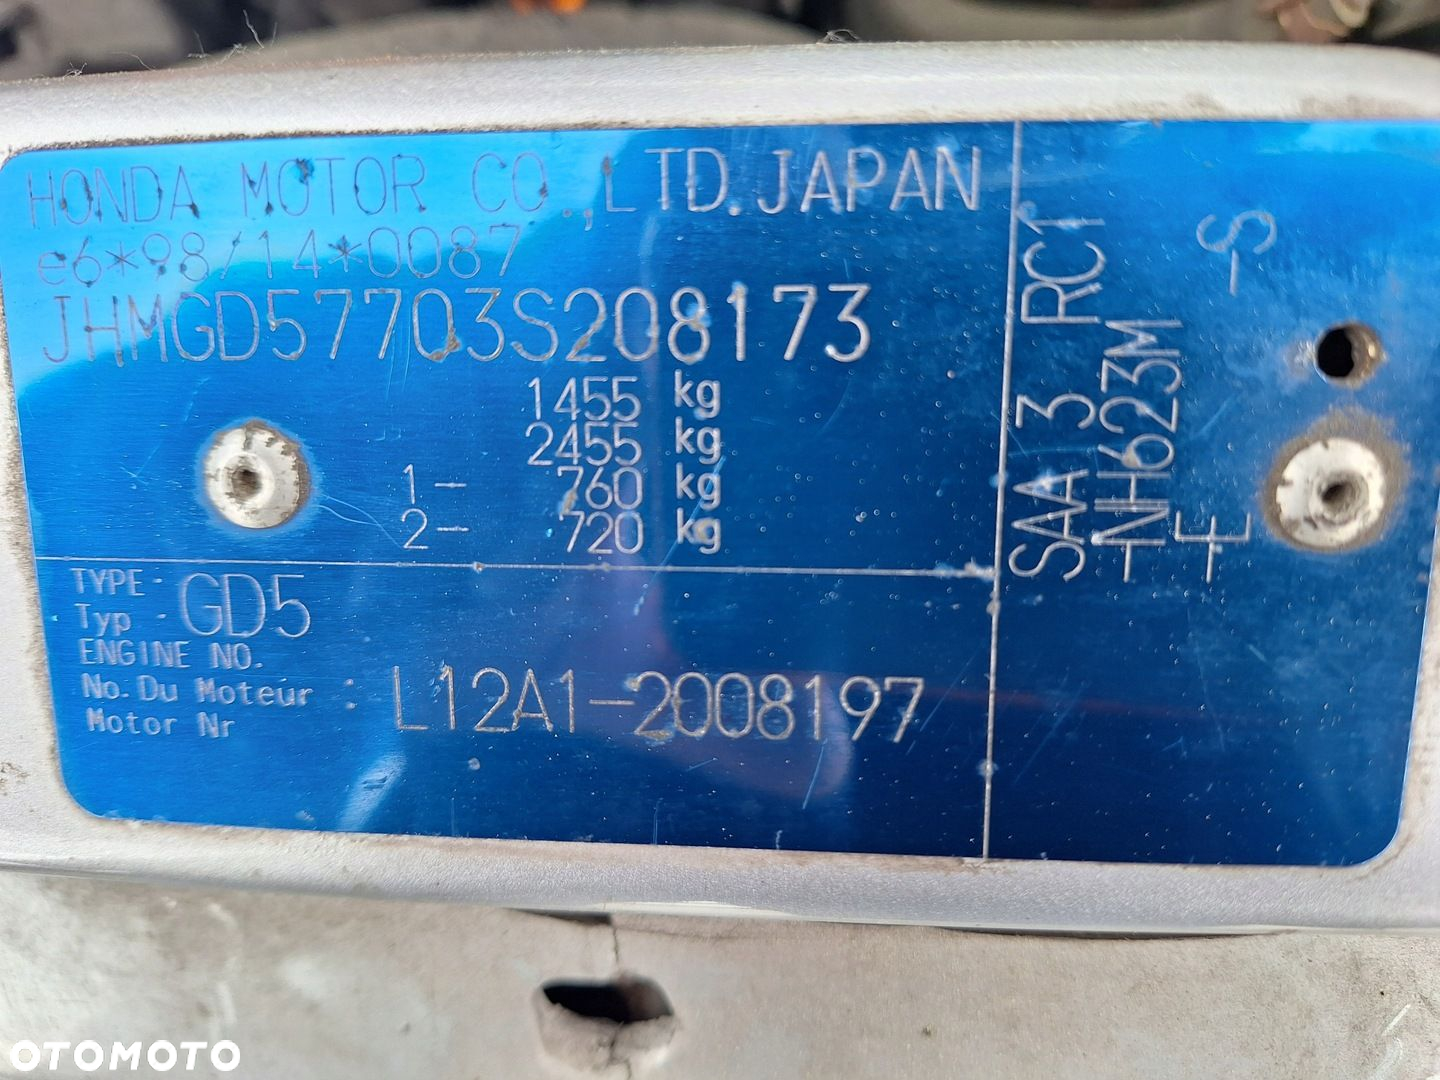 HONDA MOTOR CO.,LTD.JAPAN
e6*98/14*0087
JHMGD57703S208173
1455 kg
2455 kg
1- 760 kg
2- 720 kg
TYPE :
Typ : GD5
ENGINE NO.
No.Du Moteur : L12A1-2008197
Motor Nr
SAA 3 RC1
-NH623M
-E -S
OTOMOTO